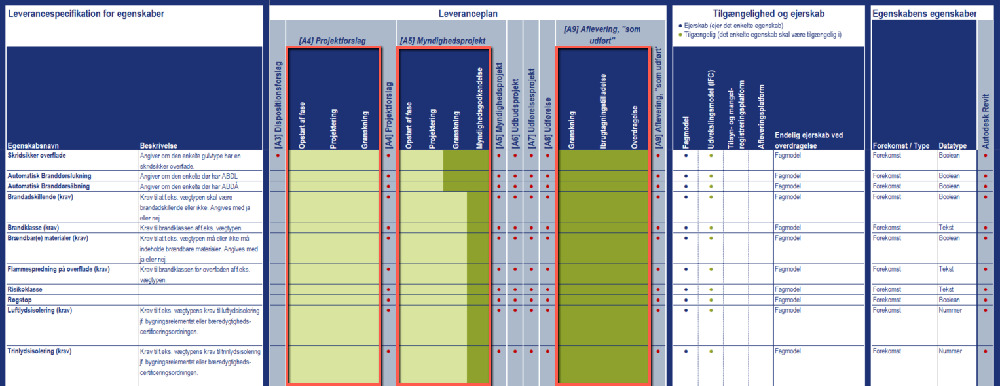 Leverancespecifikation for egenskaber
Leveranceplan
Tilgængelighed og ejerskab
Egenskabens egenskaber
Ejerskab (ejer det enkelte egenskab)
Tilgængelig (det enkelte egenskab skal være tilgængelig i)
[A4] Projektforslag
[A5] Myndighedsprojekt
[A9] Aflevering, "som
udført"
[A3] Dispositionsforslag
Opstart af fase
Projektering
Granskning
[A4] Projektforslag
Opstart af fase
Projektering
Granskning
Myndighedsgodkendelse
[A5] Myndighedsprojekt
[A6] Udbudsprojekt
[A7] Udførelsesprojekt
[A8] Udførelse
Granskning
Ibrugtagningstilladelse
Overdragelse
[A9] Aflevering, "som udført"
Fagmodel
Udvekslingsmodel (IFC)
Tilsyn- og mangel-
registreringsplatform
Afleveringsplatform
Endelig ejerskab ved
overdragelse
Forekomst / Type
Datatype
Autodesk Revit
Egenskabsnavn
Beskrivelse
Skridsikker overflade
Angiver om den enkelte gulvtype har en
skridsikker overflade.
Fagmodel
Forekomst
Boolean
Automatisk Branddørslukning
Angiver om den enkelte dør har ABDL
Fagmodel
Forekomst
Boolean
Automatisk Branddørsåbning
Angiver om den enkelte dør har ABDÅ
Fagmodel
Forekomst
Boolean
Brandadskillende (krav)
Krav til at f.eks. vægtypen skal være
brandadskillende eller ikke. Angives med ja
eller nej.
Fagmodel
Forekomst
Boolean
Brandklasse (krav)
Krav til brandklassen af f.eks. vægtypen.
Fagmodel
Forekomst
Tekst
Brændbar(e) materialer (krav)
Krav til at f.eks. vægtypen må eller ikke må
indeholde brændbare materialer. Angives med
ja eller nej.
Fagmodel
Forekomst
Boolean
Flammespredning på overflade (krav)
Krav til brandklassen for overfladen af f.eks.
vægtypen.
Fagmodel
Forekomst
Tekst
Risikoklasse
Fagmodel
Forekomst
Tekst
Røgstop
Fagmodel
Forekomst
Boolean
Luftlydsisolering (krav)
Krav til f.eks. vægtypens krav til luftlydsisolering
jf. bygningsrelementet eller bæredygtigheds-
certificeringsordningen.
Fagmodel
Forekomst
Nummer
Trinlydsisolering (krav)
Krav til f.eks. vægtypens krav til trinlydsisolering
jf. bygningsrelementet eller bæredygtigheds-
certificeringsordningen.
Fagmodel
Forekomst
Nummer